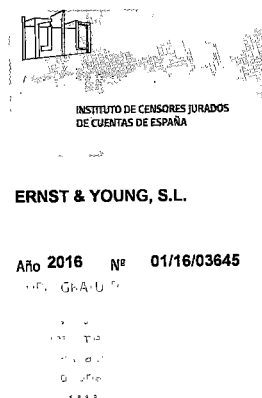 INSTITUTO DE CENSORES JURADOS
DE CUENTAS DE ESPAÑA
ERNST & YOUNG, S.L.
Año 2016 Nº 01/16/03645